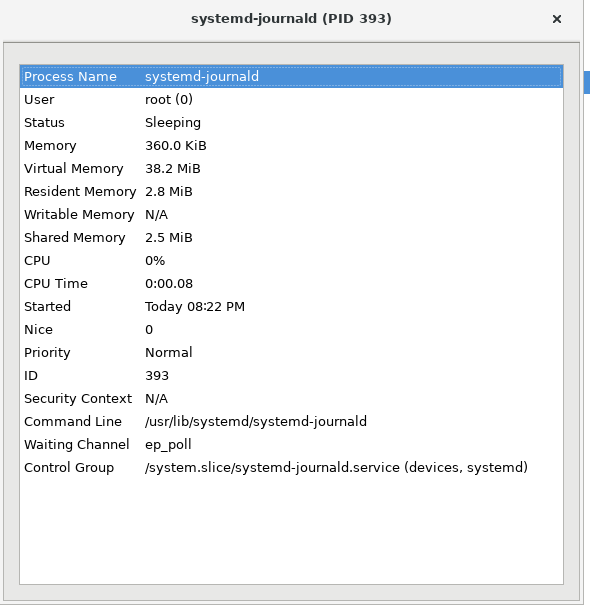 systemd-journald (PID 393) ×
Process Name systemd-journald
User root (0)
Status Sleeping
Memory 360.0 KiB
Virtual Memory 38.2 MiB
Resident Memory 2.8 MiB
Writable Memory N/A
Shared Memory 2.5 MiB
CPU 0%
CPU Time 0:00.08
Started Today 08:22 PM
Nice 0
Priority Normal
ID 393
Security Context N/A
Command Line /usr/lib/systemd/systemd-journald
Waiting Channel ep_poll
Control Group /system.slice/systemd-journald.service (devices, systemd)